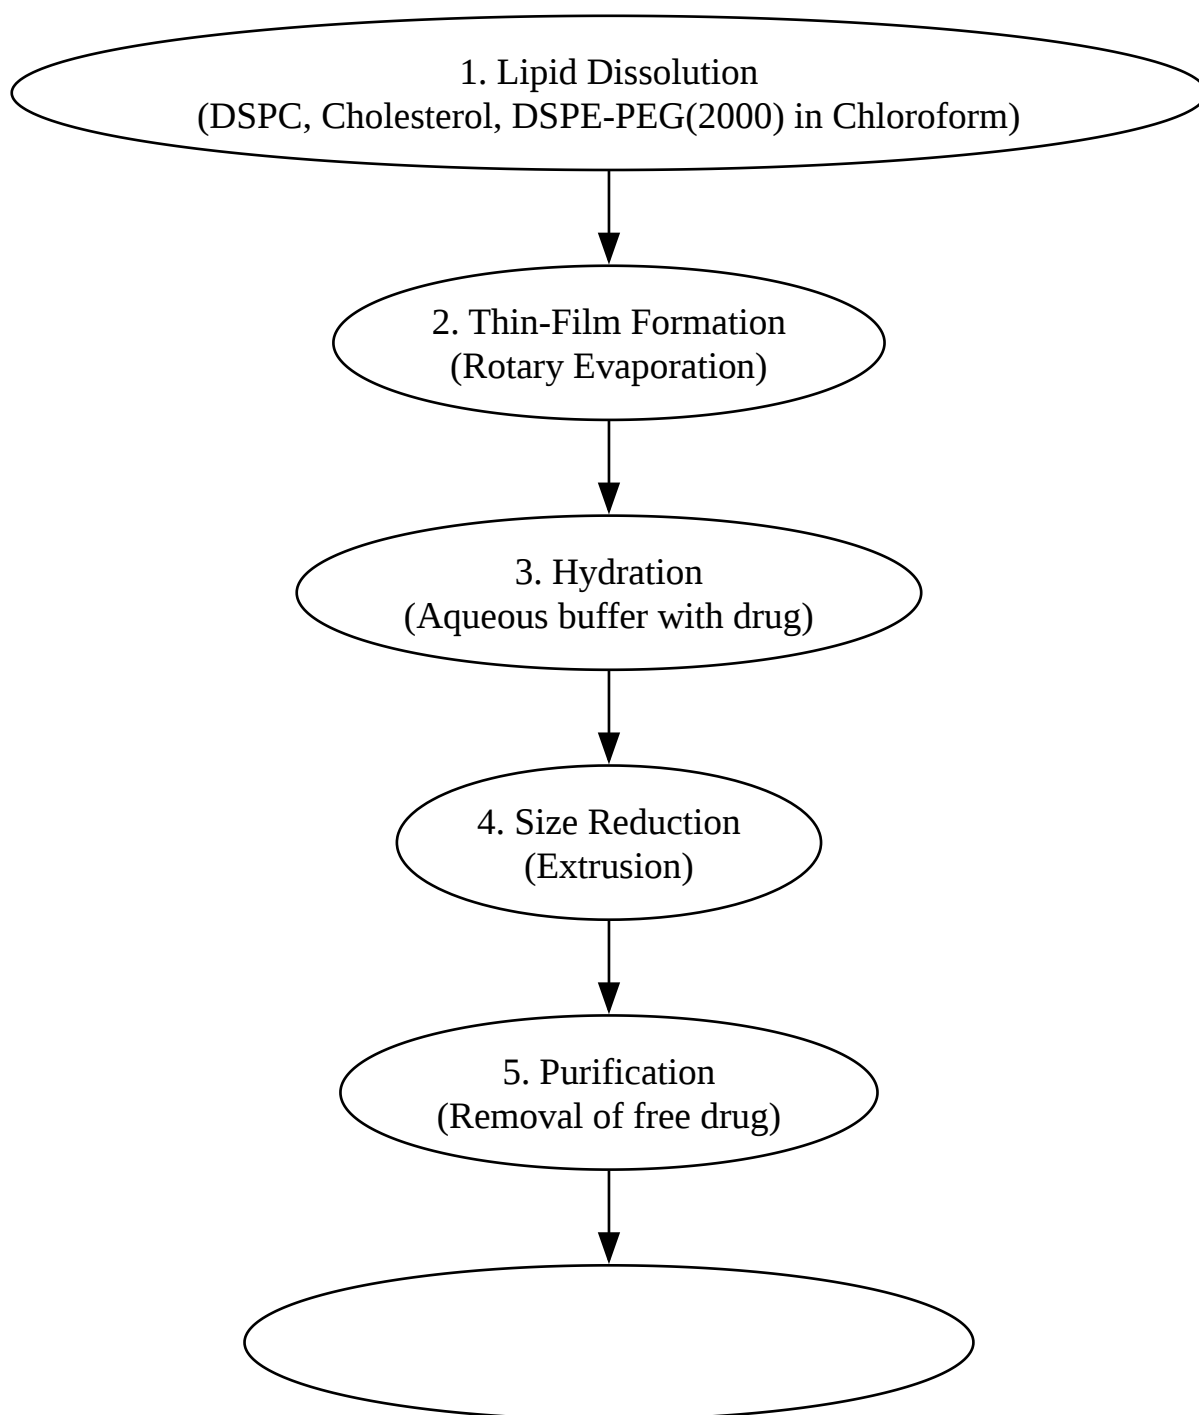 1. Lipid Dissolution
(DSPC, Cholesterol, DSPE-PEG(2000) in Chloroform)
2. Thin-Film Formation
(Rotary Evaporation)
3. Hydration
(Aqueous buffer with drug)
4. Size Reduction
(Extrusion)
5. Purification
(Removal of free drug)